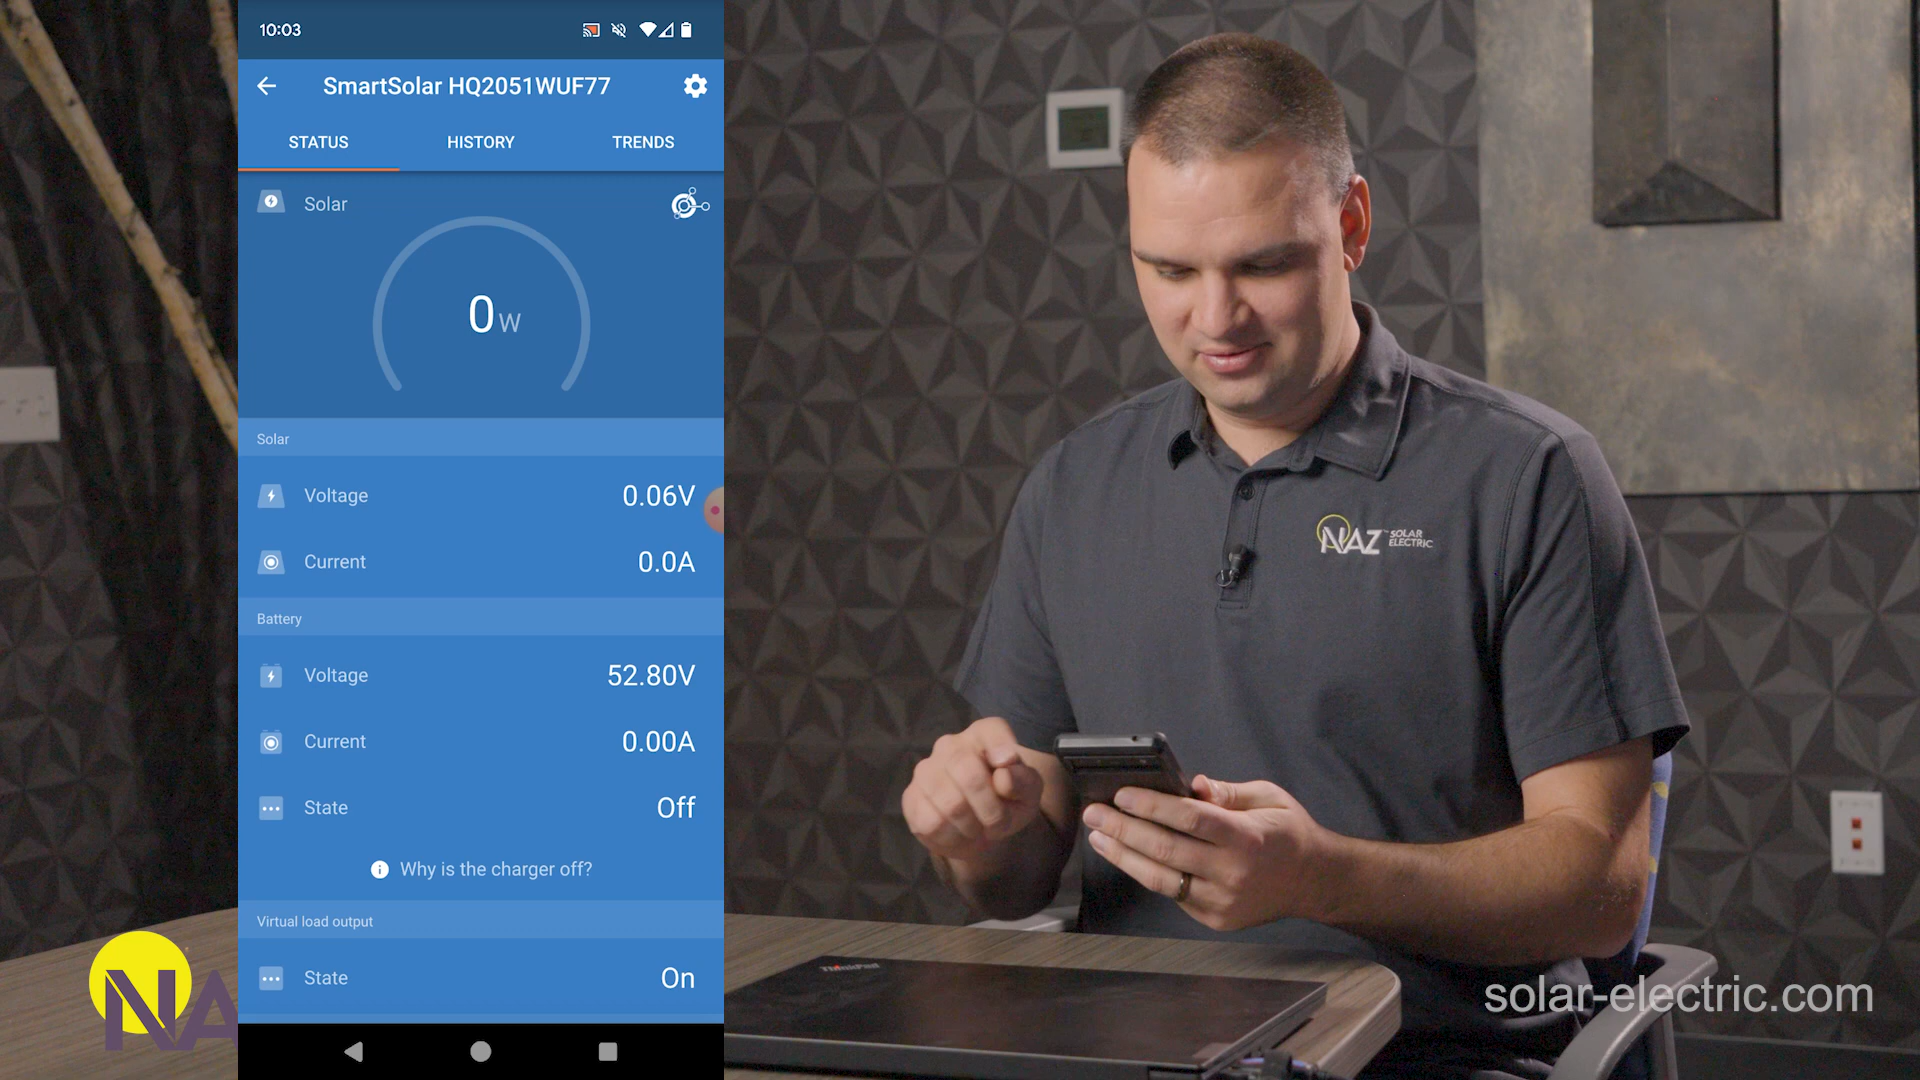 10:03
SmartSolar HQ2051WUF77
STATUS
HISTORY
TRENDS
Solar
0W
Solar
Voltage
0.06V
Current
0.0A
Battery
Voltage
52.80V
Current
0.00A
State
Off
Why is the charger off?
Virtual load output
State
On
NAZ SOLAR
ELECTRIC
ThinkPad
NA
solar-electric.com